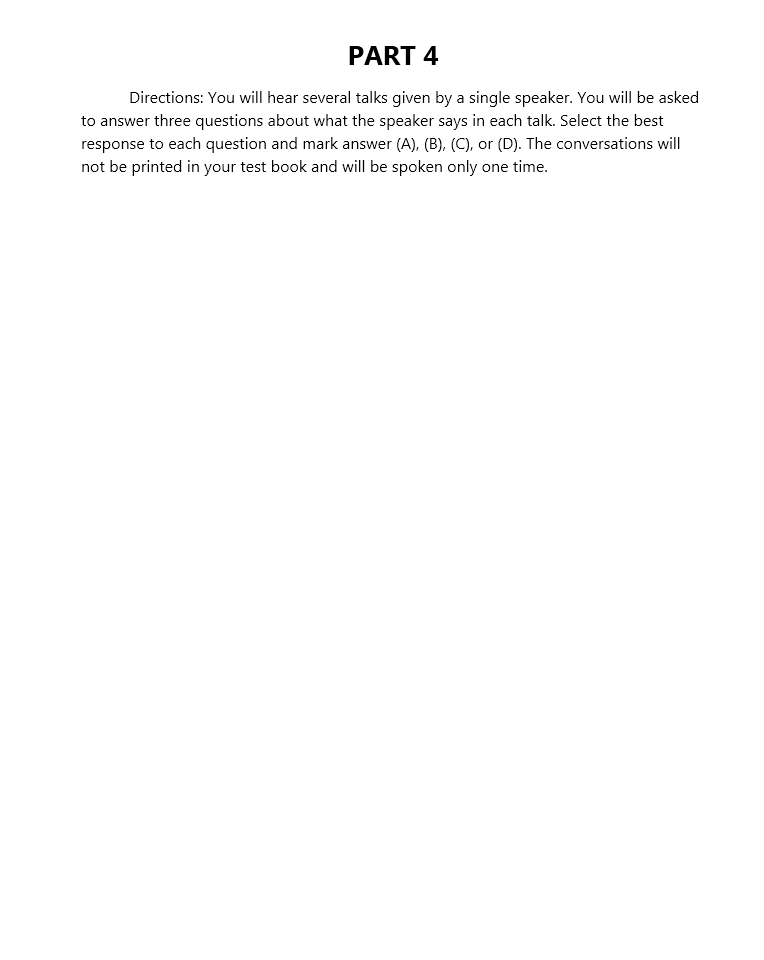 PART 4
Directions: You will hear several talks given by a single speaker. You will be asked
to answer three questions about what the speaker says in each talk. Select the best
response to each question and mark answer (A), (B), (C), or (D). The conversations will
not be printed in your test book and will be spoken only one time.